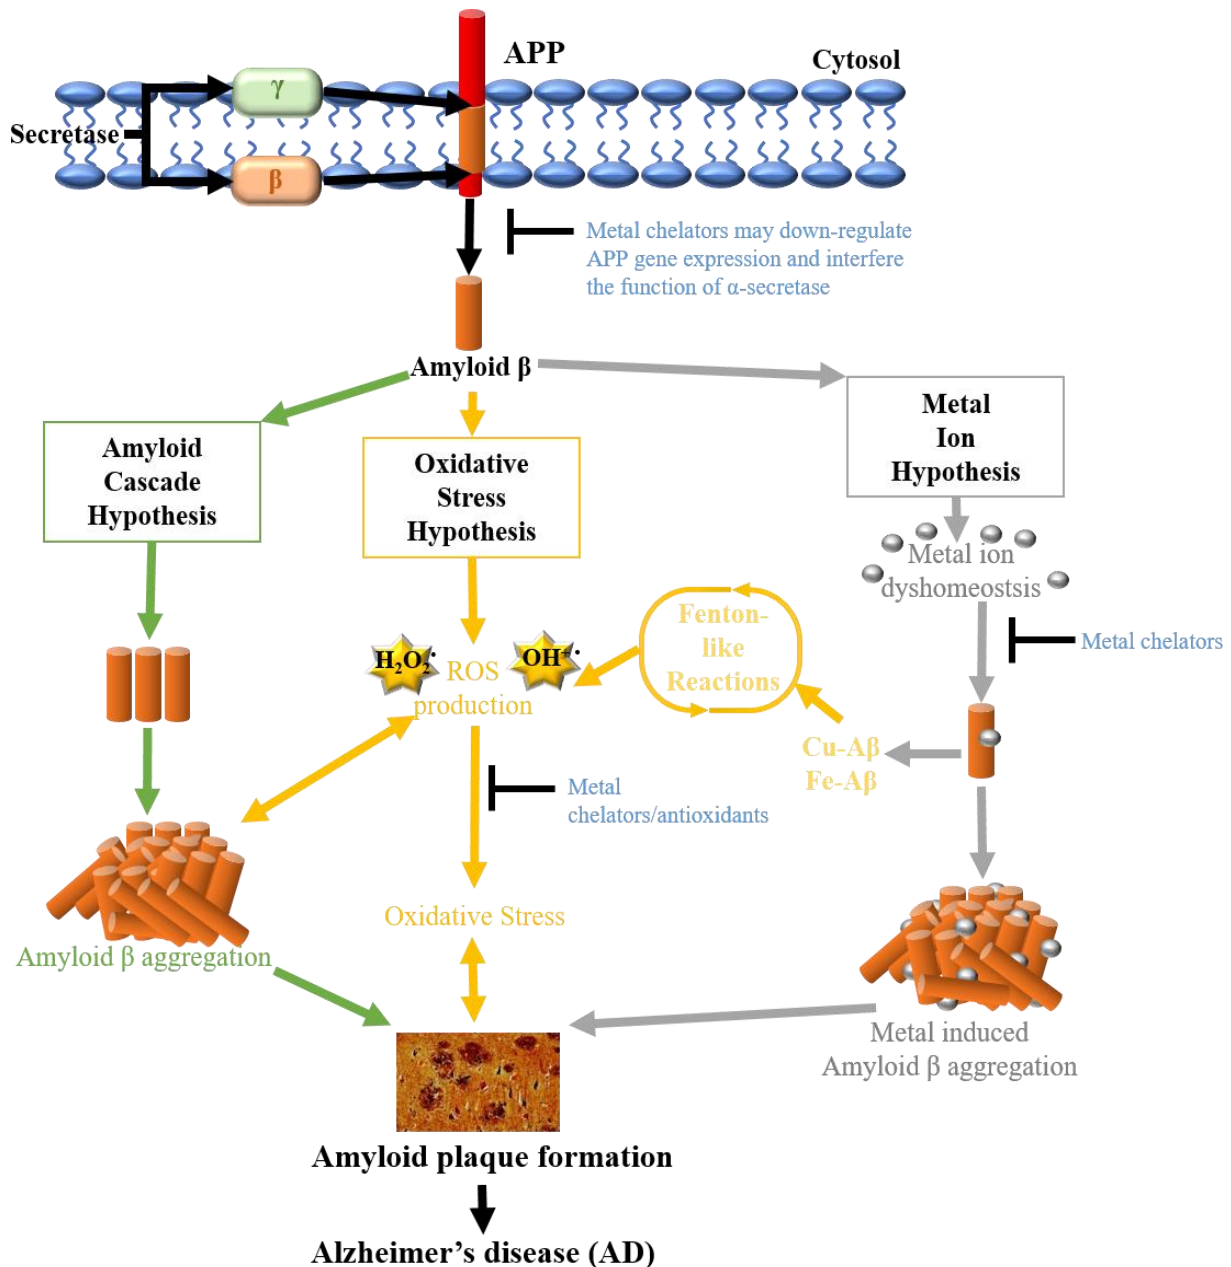 APP
Cytosol
γ
Secretase
β
Metal chelators may down-regulate
APP gene expression and interfere
the function of α-secretase
Amyloid β
Amyloid
Cascade
Hypothesis
Oxidative
Stress
Hypothesis
Metal
Ion
Hypothesis
Metal ion
dyshomeostsis
Metal chelators
Fenton-
like
Reactions
H₂O₂·
OH⁺·
ROS
production
Cu-Aβ
Fe-Aβ
Metal
chelators/antioxidants
Oxidative Stress
Amyloid β aggregation
Metal induced
Amyloid β aggregation
Amyloid plaque formation
Alzheimer’s disease (AD)